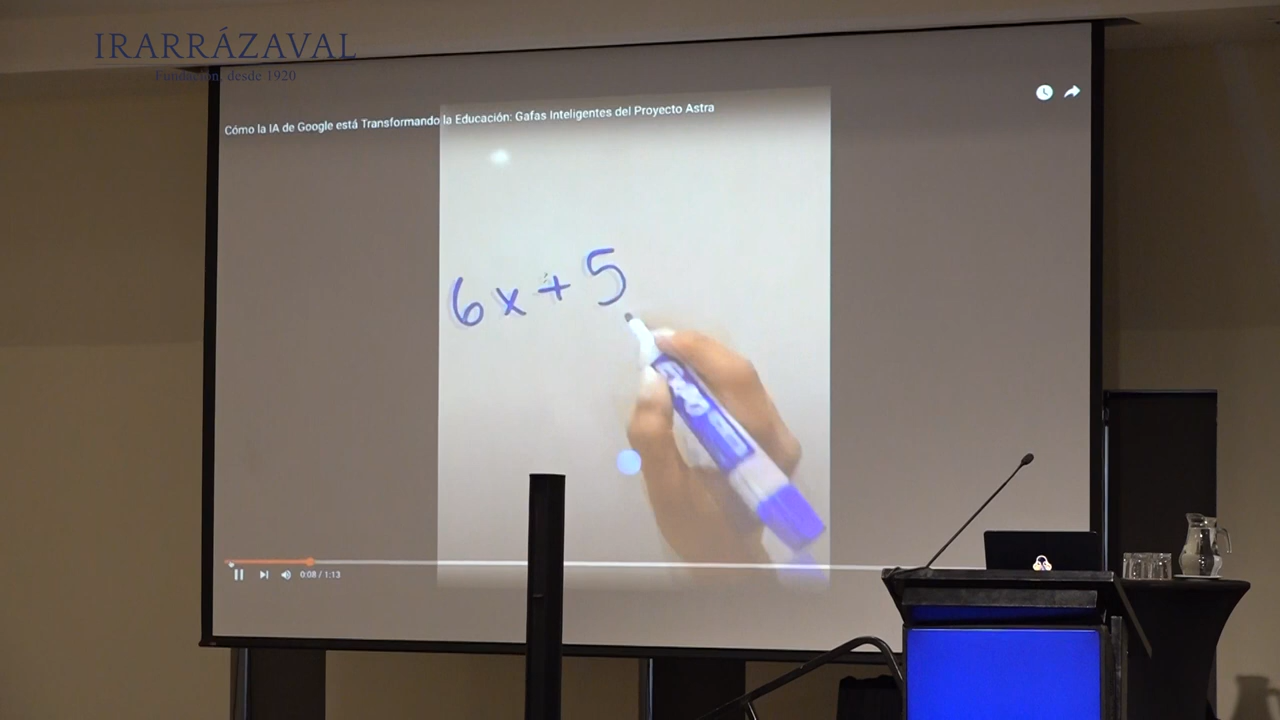 IRARRÁZAVAL
Fundación, desde 1920
Cómo la IA de Google está Transformando la Educación: Gafas Inteligentes del Proyecto Astra
6x + 5
EXPO
0:08 / 1:13